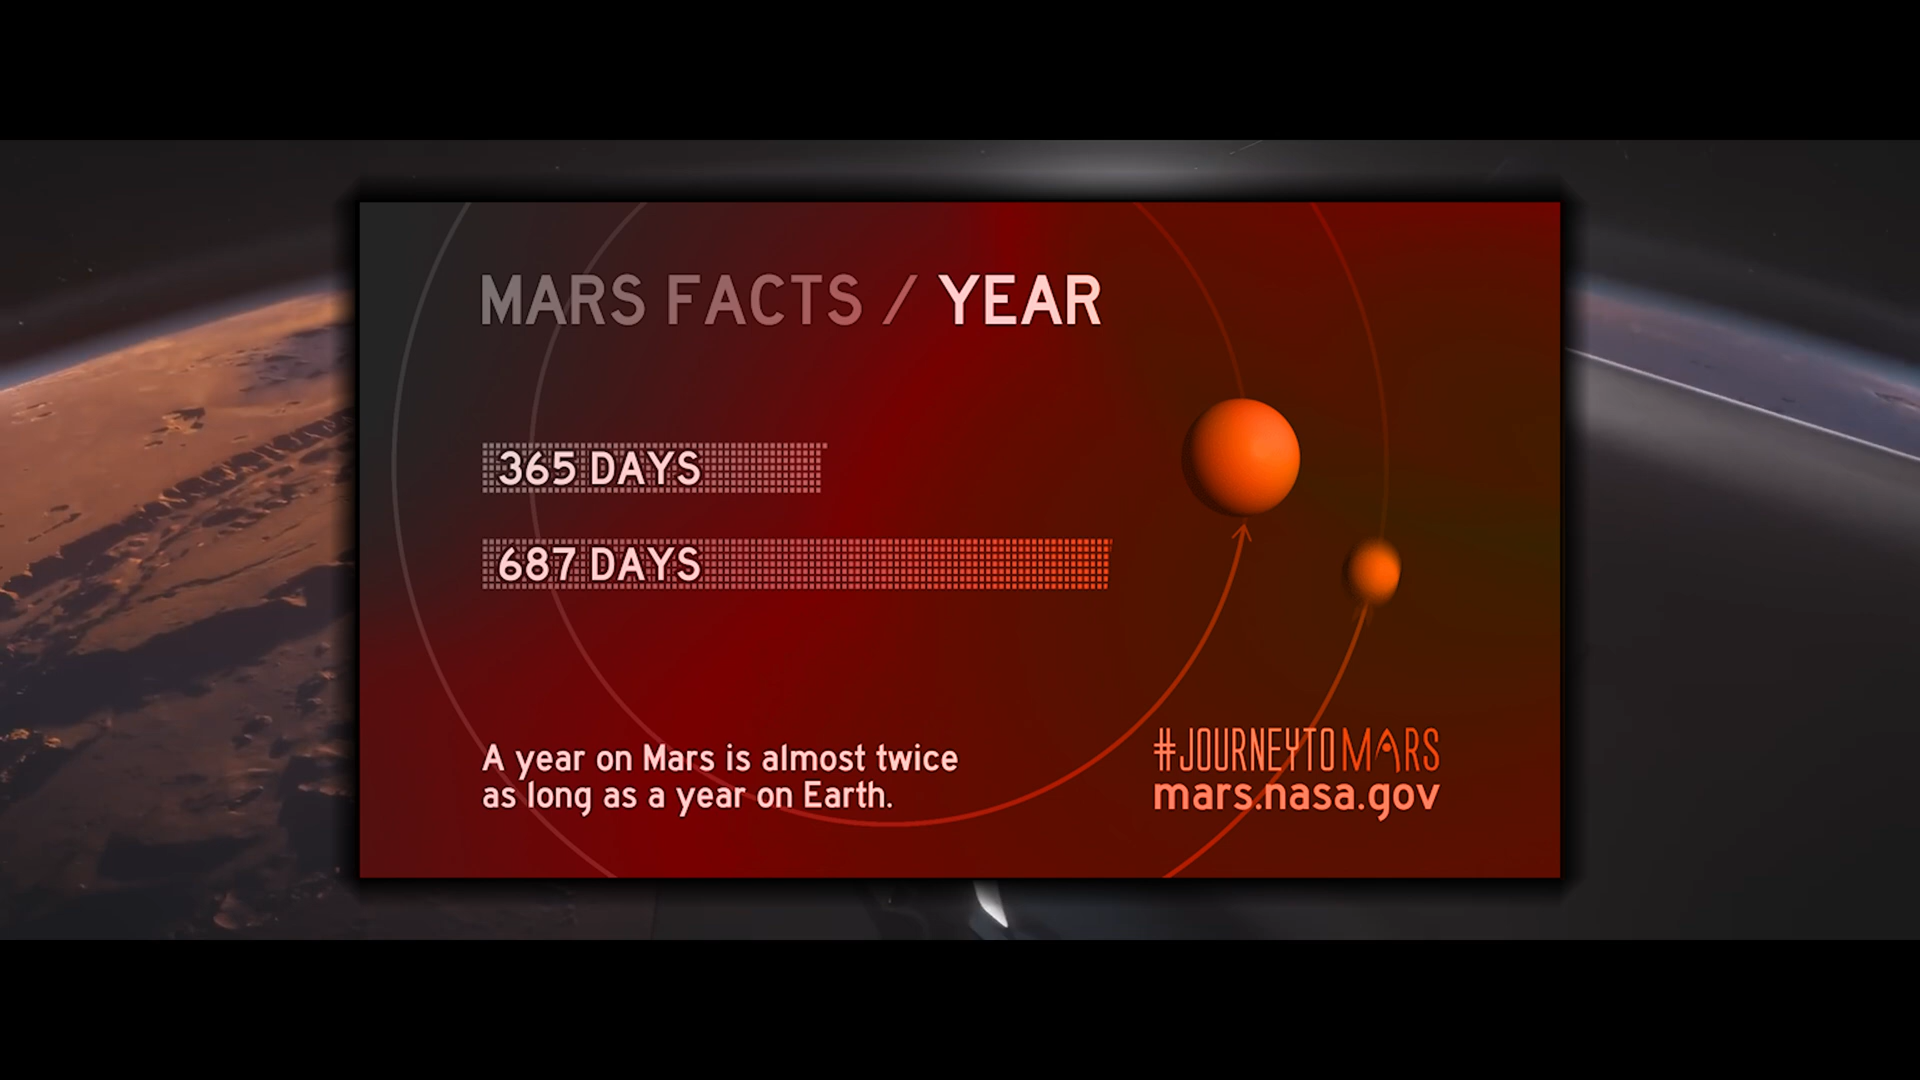 MARS FACTS / YEAR
365 DAYS
687 DAYS
A year on Mars is almost twice
as long as a year on Earth.
#JOURNEYTOMARS
mars.nasa.gov